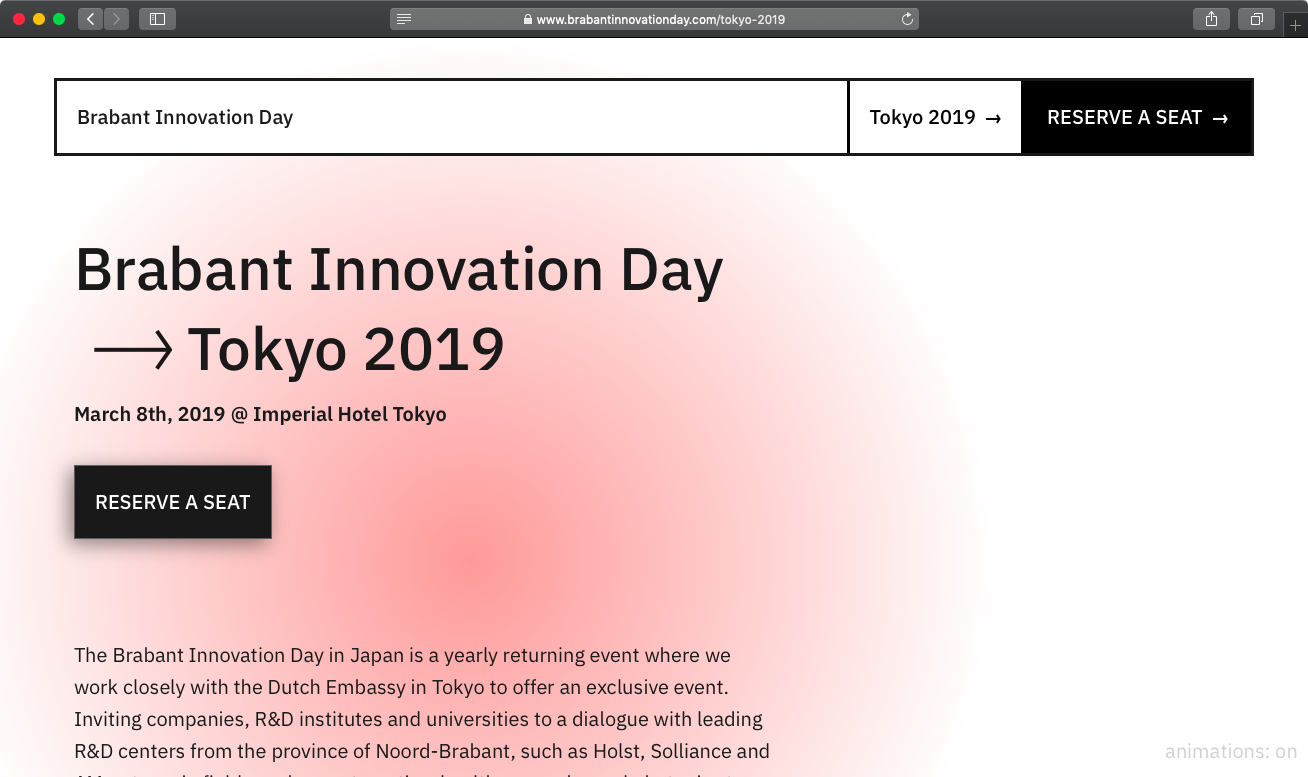 www.brabantinnovationday.com/tokyo-2019
Brabant Innovation Day
Tokyo 2019 →
RESERVE A SEAT →
Brabant Innovation Day
→ Tokyo 2019
March 8th, 2019 @ Imperial Hotel Tokyo
RESERVE A SEAT
The Brabant Innovation Day in Japan is a yearly returning event where we
work closely with the Dutch Embassy in Tokyo to offer an exclusive event.
Inviting companies, R&D institutes and universities to a dialogue with leading
R&D centers from the province of Noord-Brabant, such as Holst, Solliance and
animations: on